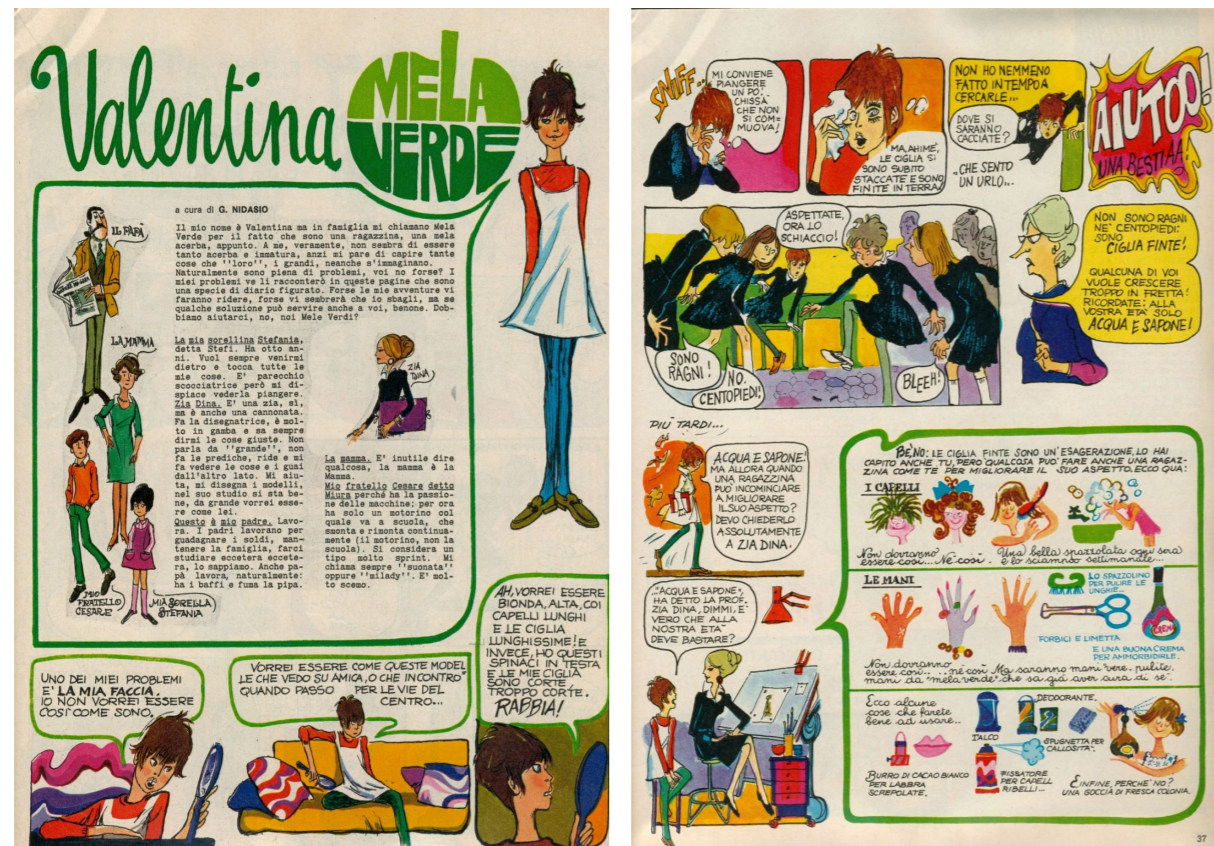 Valentina
MELA
VERDE
a cura di G. NIDASIO
Il mio nome è Valentina ma in famiglia mi chiamano Mela
Verde per il fatto che sono una ragazzina, una mela
acerba, appunto. A me, veramente, non sembra di essere
tanto acerba e immatura, anzi mi pare di capire tante
cose che ''loro'', i grandi, neanche s'immaginano.
Naturalmente sono piena di problemi, voi no forse? I
miei problemi ve li racconterò in queste pagine che sono
una specie di diario figurato. Forse le mie avventure vi
faranno ridere, forse vi sembrerà che io sbagli, ma se
qualche soluzione può servire anche a voi, benone. Dob-
biamo aiutarci, no, noi Mele Verdi?
IL PAPÀ
LA MAMMA
MIO
FRATELLO
CESARE
MIA SORELLA
STEFANIA
La mia sorellina Stefania,
detta Stefi. Ha otto an-
ni. Vuol sempre venirmi
dietro e tocca tutte le
mie cose. E' parecchio
scocciatrice però mi di-
spiace vederla piangere.
Zia Dina. E' una zia, sì,
ma è anche una cannonata.
Fa la disegnatrice, è mol-
to in gamba e sa sempre
dirmi le cose giuste. Non
parla da ''grande'', non
fa le prediche, ride e mi
fa vedere le cose e i guai
dall'altro lato. Mi aiu-
ta, mi disegna i modelli,
nel suo studio si sta be-
ne, da grande vorrei esse-
re come lei.
Questo è mio padre. Lavo-
ra. I padri lavorano per
guadagnare i soldi, man-
tenere la famiglia, farci
studiare eccetera eccete-
ra, lo sappiamo. Anche pa-
pà lavora, naturalmente:
ha i baffi e fuma la pipa.
ZIA
DINA
La mamma. E' inutile dire
qualcosa, la mamma è la
Mamma.
Mio fratello Cesare detto
Miura perché ha la passio-
ne delle macchine; per ora
ha solo un motorino col
quale va a scuola, che
smonta e rimonta continua-
mente (il motorino, non la
scuola). Si considera un
tipo molto sprint. Mi
chiama sempre ''suonata''
oppure ''milady''. E' mol-
to scemo.
UNO DEI MIEI PROBLEMI
E' LA MIA FACCIA.
IO NON VORREI ESSERE
COSI' COME SONO.
VORREI ESSERE COME QUESTE MODEL
LE CHE VEDO SU AMICA, O CHE INCONTRO
QUANDO PASSO PER LE VIE DEL
CENTRO...
AH, VORREI ESSERE
BIONDA, ALTA, COI
CAPELLI LUNGHI
E LE CIGLIA
LUNGHISSIME! E
INVECE, HO QUESTI
SPINACI IN TESTA
E LE MIE CIGLIA
SONO CORTE,
TROPPO CORTE.
RABBIA!
SNIFF...
MI CONVIENE
PIANGERE
UN PO'.
CHISSÀ
CHE NON
SI COM=
MUOVA!
MA, AHIME',
LE CIGLIA SI
SONO SUBITO
STACCATE E SONO
FINITE IN TERRA.
NON HO NEMMENO
FATTO IN TEMPO A
CERCARLE...
DOVE SI
SARANNO
CACCIATE?
..CHE SENTO
UN URLO...
AIUTOO!
UNA BESTIAA!
ASPETTATE,
ORA LO
SCHIACCIO!
SONO
RAGNI!
NO.
CENTOPIEDI!
BLEEH!
NON SONO RAGNI
NE' CENTOPIEDI:
SONO
CIGLIA FINTE!
QUALCUNA DI VOI
VUOLE CRESCERE
TROPPO IN FRETTA!
RICORDATE: ALLA
VOSTRA ETA' SOLO
ACQUA E SAPONE!
PIÙ TARDI...
ACQUA E SAPONE!
MA ALLORA QUANDO
UNA RAGAZZINA
PUO' INCOMINCIARE
A MIGLIORARE
IL SUO ASPETTO?
DEVO CHIEDERLO
ASSOLUTAMENTE
A ZIA DINA.
..."ACQUA E SAPONE",
HA DETTO LA PROF.
ZIA DINA, DIMMI, E'
VERO CHE ALLA
NOSTRA ETA'
DEVE BASTARE?
BE', NO: LE CIGLIA FINTE SONO UN'ESAGERAZIONE, LO HAI
CAPITO ANCHE TU, PERO' QUALCOSA PUO' FARE ANCHE UNA RAGAZ-
ZINA COME TE PER MIGLIORARE IL SUO ASPETTO. ECCO QUA:
I CAPELLI
Non dovranno
essere così... Nè così.
Una bella spazzolata ogni sera
e lo sciampo settimanale...
LE MANI
LO SPAZZOLINO
PER PULIRE LE
UNGHIE...
FORBICI E LIMETTA
E UNA BUONA CREMA
PER AMMORBIDIRLE.
Non dovranno
essere così.. ..nè così. Ma saranno mani vere, pulite,
mani da "mela verde" che sa già aver cura di sè.
Ecco alcune
cose che farete
bene ad usare..
TALCO
DEODORANTE.
SPUGNETTA PER
CALLOSITA'.
BURRO DI CACAO BIANCO
PER LABBRA
SCREPOLATE.
FISSATORE
PER CAPELLI
RIBELLI...
E INFINE, PERCHE' NO?
UNA GOCCIA DI FRESCA COLONIA.
37